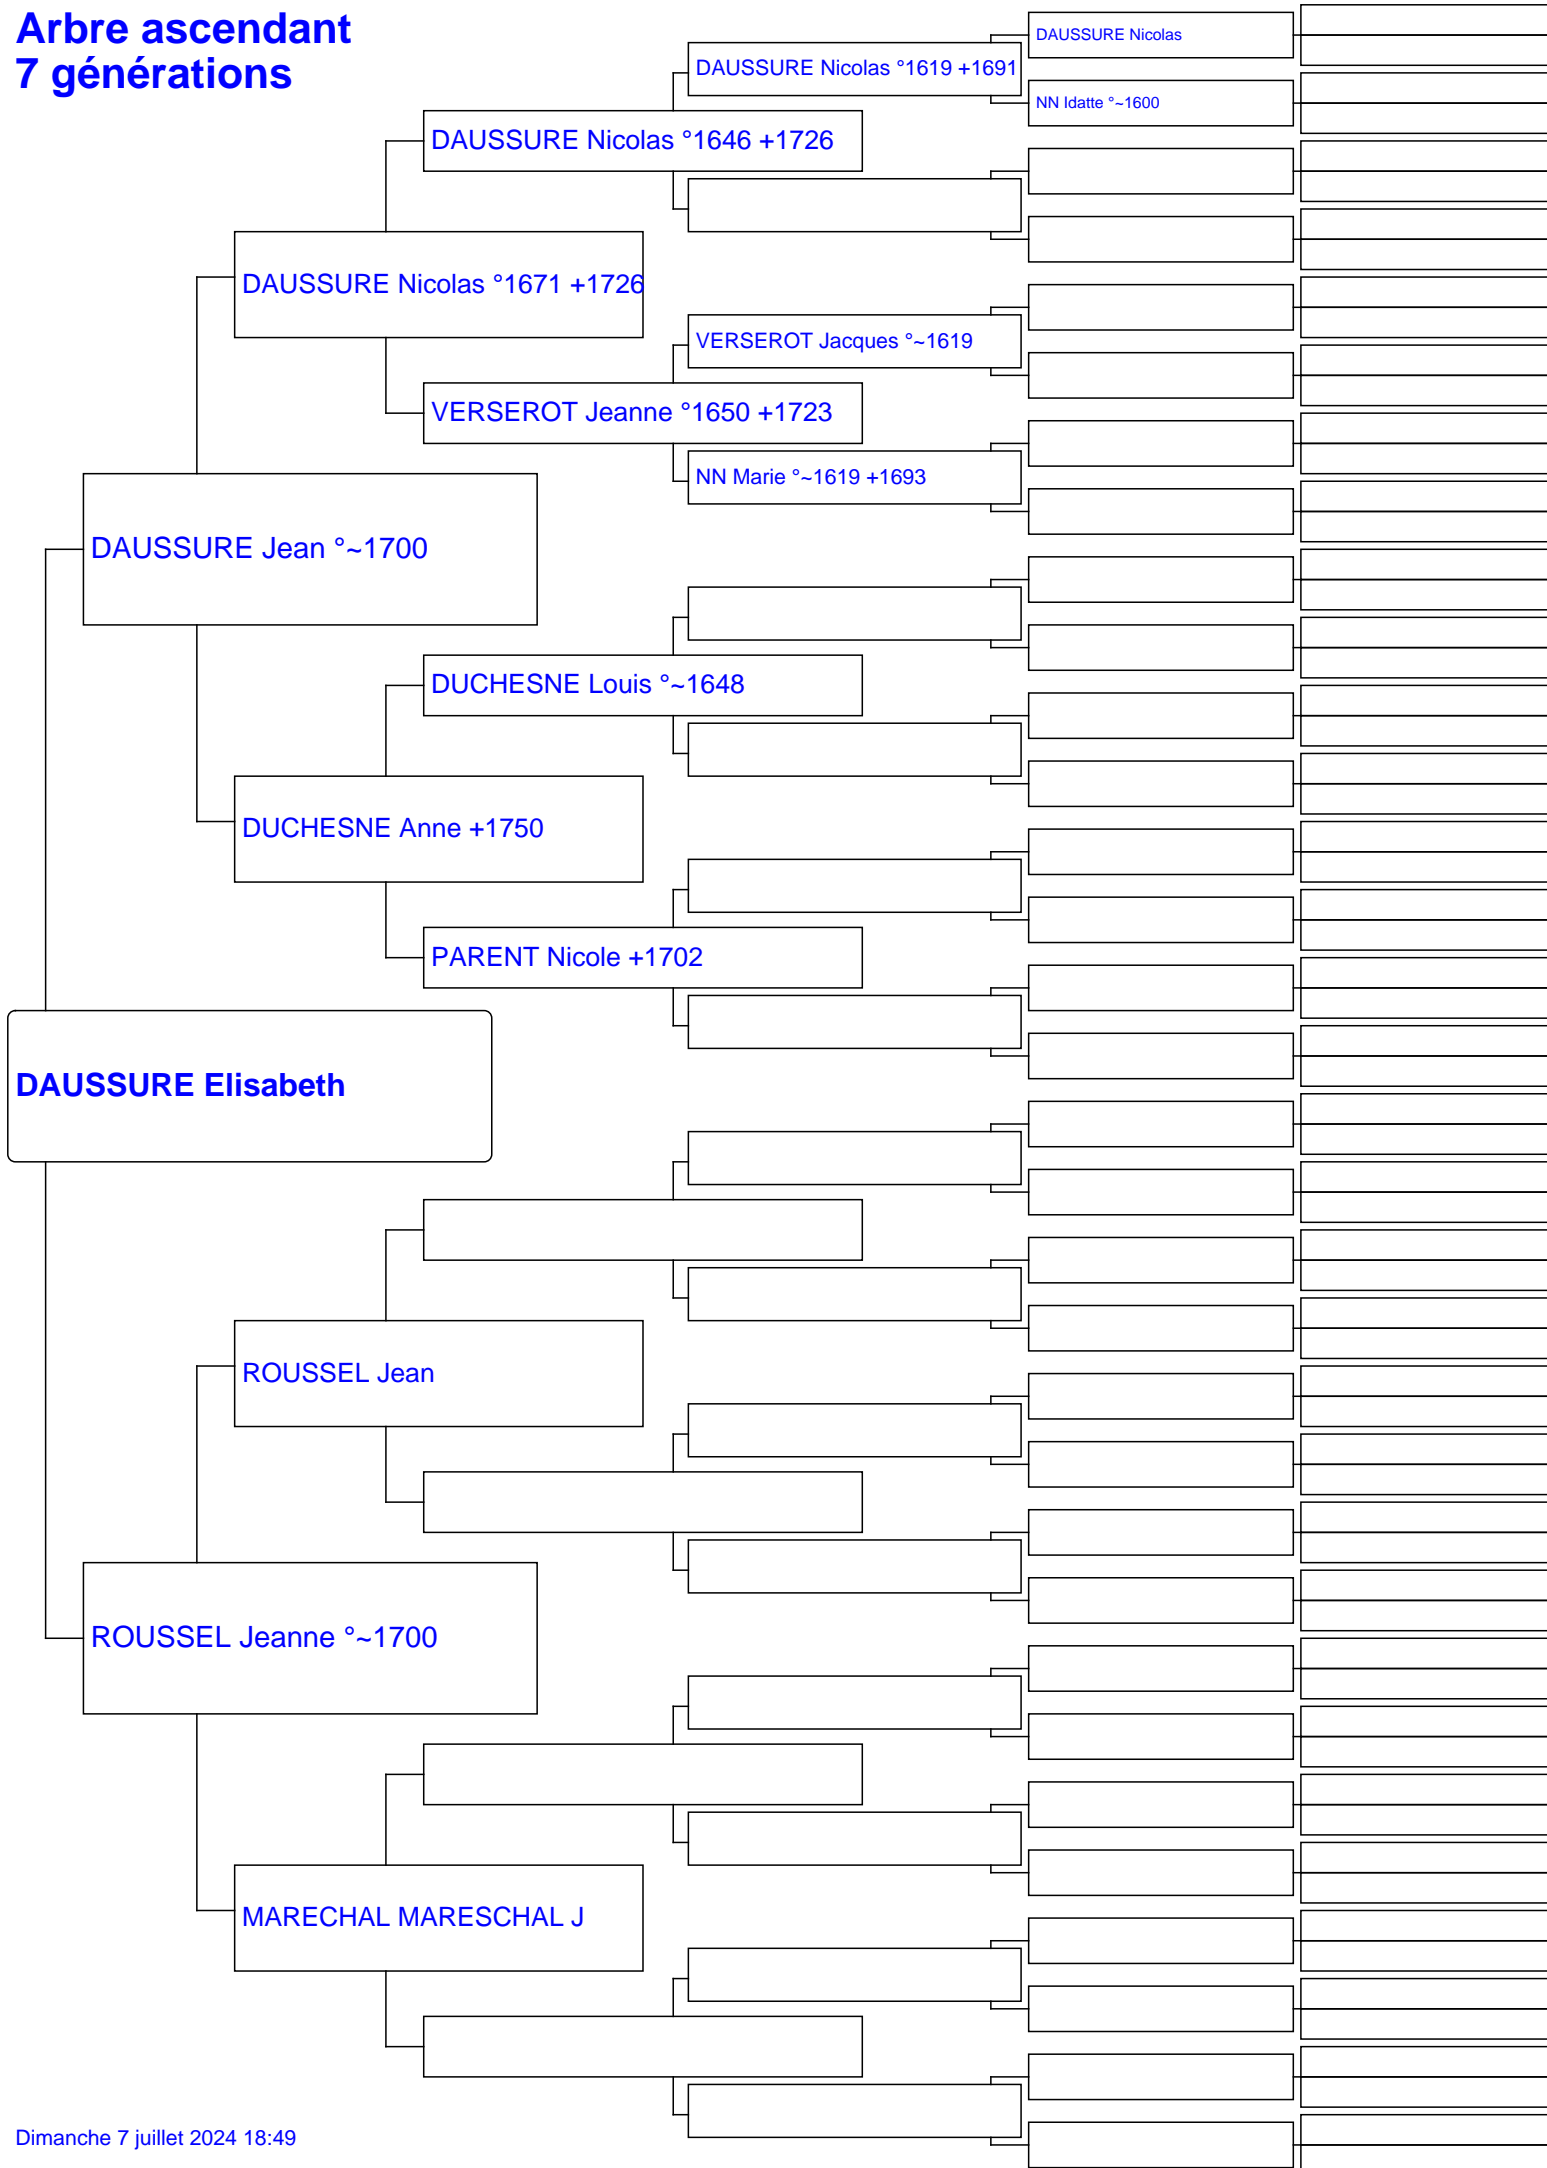 Arbre ascendant
7 générations
DAUSSURE Nicolas
DAUSSURE Nicolas °1619 +1691
NN Idatte °~1600
DAUSSURE Nicolas °1646 +1726
DAUSSURE Nicolas °1671 +1726
VERSEROT Jacques °~1619
VERSEROT Jeanne °1650 +1723
NN Marie °~1619 +1693
DAUSSURE Jean °~1700
DUCHESNE Louis °~1648
DUCHESNE Anne +1750
PARENT Nicole +1702
DAUSSURE Elisabeth
ROUSSEL Jean
ROUSSEL Jeanne °~1700
MARECHAL MARESCHAL J
Dimanche 7 juillet 2024 18:49